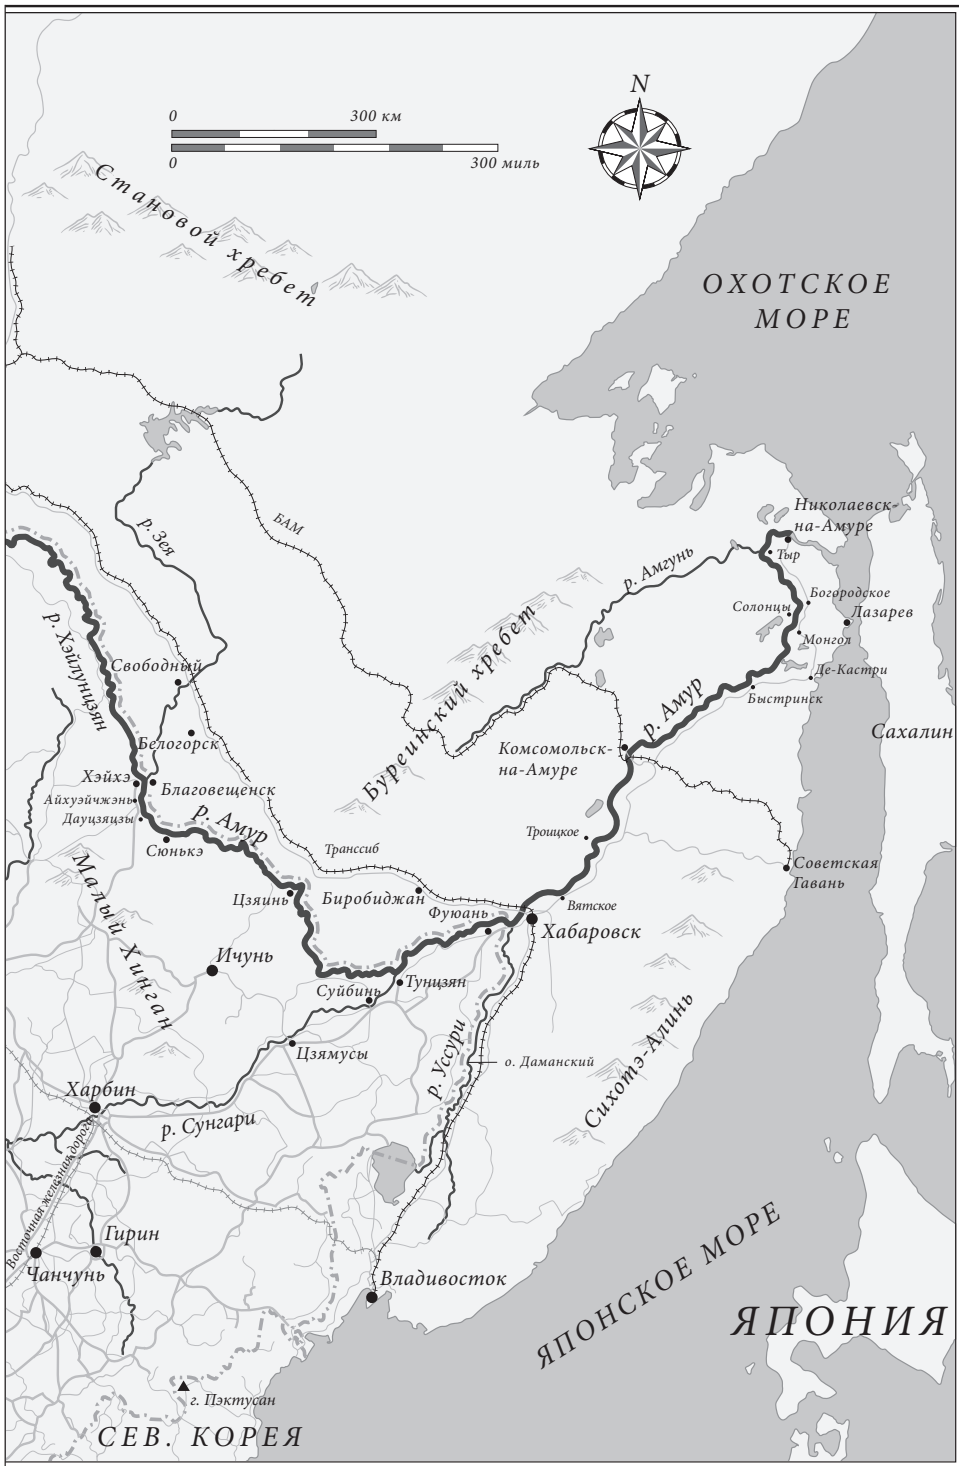 N
0
300 км
0
300 миль
Становой хребет
ОХОТСКОЕ
МОРЕ
Николаевск-
на-Амуре
Тыр
р. Зея
БАМ
р. Амгунь
Богородское
Солонцы
Лазарев
Монгол
Де-Кастри
Быстринск
р. Хэйлунцзян
Свободный
Буреинский хребет
р. Амур
Сахалин
Белогорск
Комсомольск-
на-Амуре
Хэйхэ
Благовещенск
Айхуэйчжэнь
Дауцзяцзы
р. Амур
Сюнькэ
Троицкое
Транссиб
Советская
Гавань
Малый Хинган
Цзяинь
Биробиджан
Фуюань
Вятское
Хабаровск
Ичунь
Тунцзян
Суйбинь
Цзямусы
р. Уссури
о. Даманский
Сихотэ-Алинь
Харбин
р. Сунгари
Восточная железная дорога
Гирин
Чанчунь
Владивосток
ЯПОНСКОЕ МОРЕ
ЯПОНИЯ
г. Пэктусан
СЕВ. КОРЕЯ